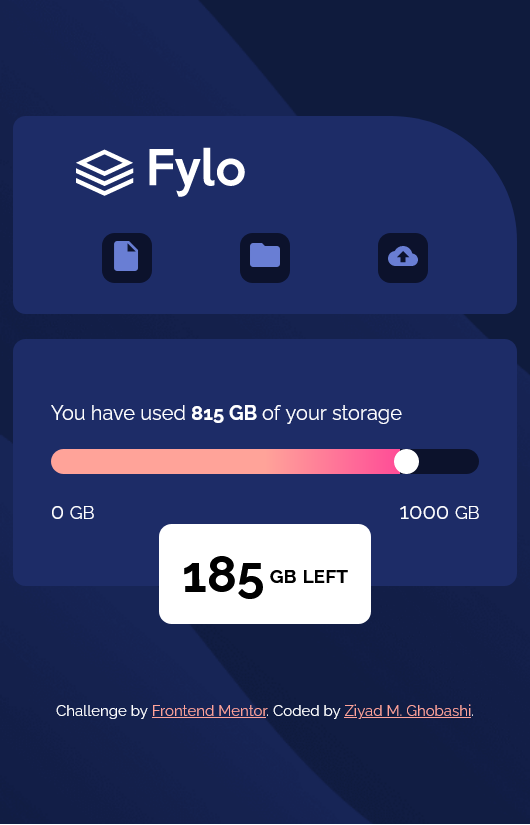 Fylo
You have used 815 GB of your storage
0 GB 1000 GB
185 GB LEFT
Challenge by Frontend Mentor. Coded by Ziyad M. Ghobashi.